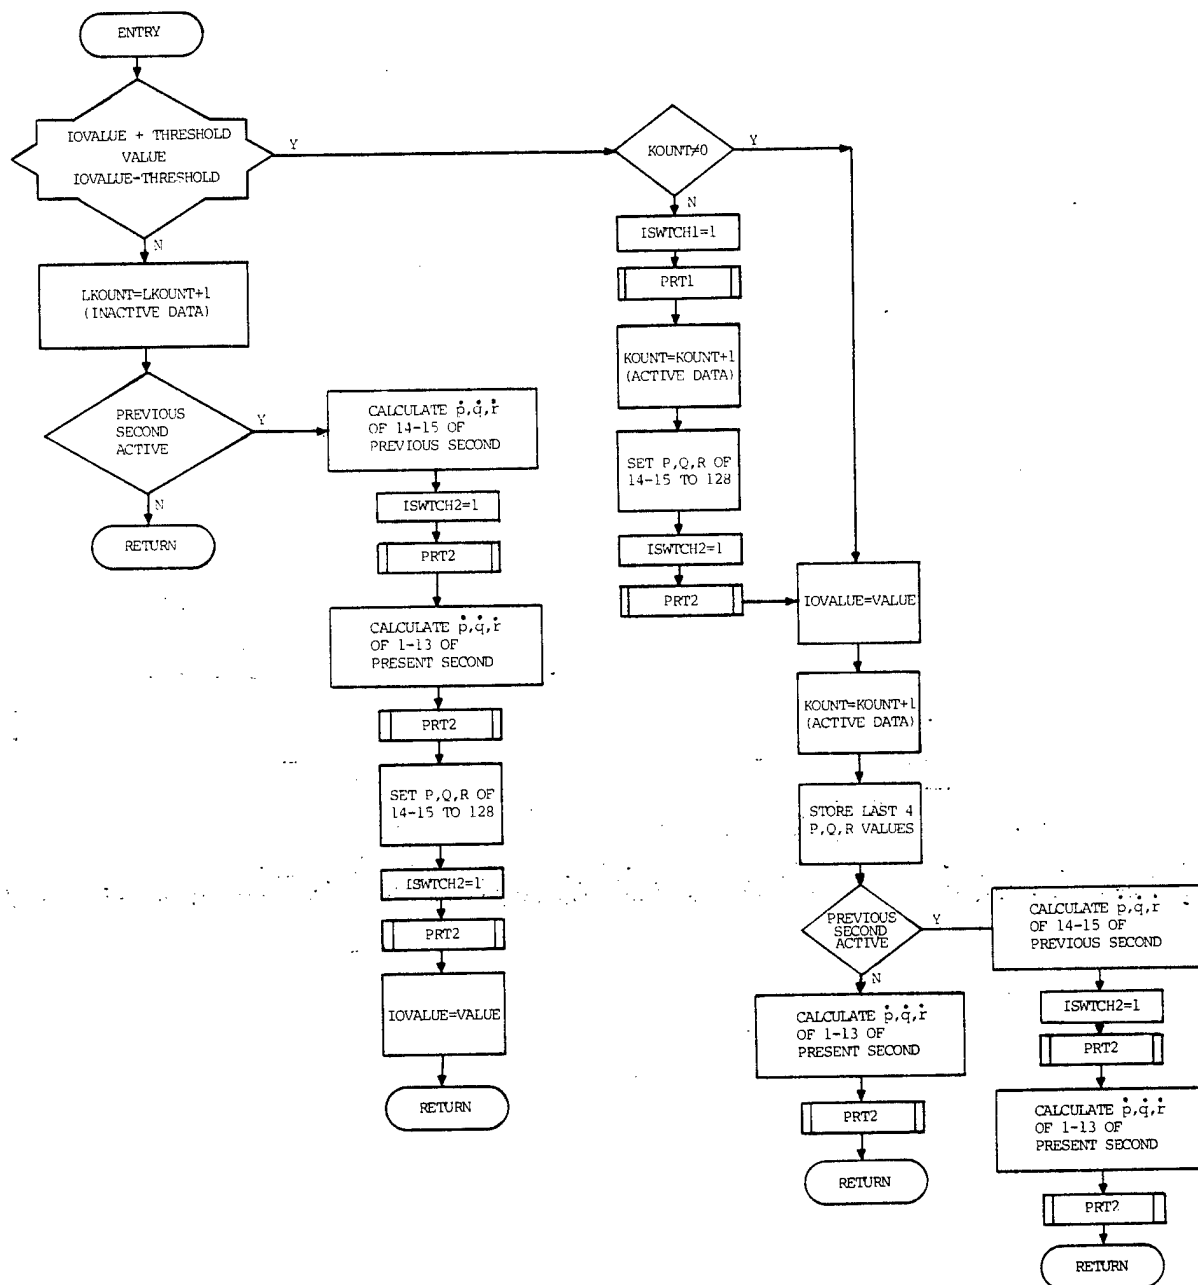 ENTRY
IOVALUE + THRESHOLD
VALUE
IOVALUE-THRESHOLD
Y
N
LKOUNT=LKOUNT+1
(INACTIVE DATA)
PREVIOUS
SECOND
ACTIVE
Y
N
RETURN
CALCULATE ṗ,q̇,ṙ
OF 14-15 OF
PREVIOUS SECOND
ISWTCH2=1
PRT2
CALCULATE ṗ,q̇,ṙ
OF 1-13 OF
PRESENT SECOND
PRT2
SET P,Q,R OF
14-15 TO 128
ISWTCH2=1
PRT2
IOVALUE=VALUE
RETURN
KOUNT≠0
Y
N
ISWTCH1=1
PRT1
KOUNT=KOUNT+1
(ACTIVE DATA)
SET P,Q,R OF
14-15 TO 128
ISWTCH2=1
PRT2
IOVALUE=VALUE
KOUNT=KOUNT+1
(ACTIVE DATA)
STORE LAST 4
P,Q,R VALUES
PREVIOUS
SECOND
ACTIVE
Y
N
CALCULATE ṗ,q̇,ṙ
OF 1-13 OF
PRESENT SECOND
PRT2
RETURN
CALCULATE ṗ,q̇,ṙ
OF 14-15 OF
PREVIOUS SECOND
ISWTCH2=1
PRT2
CALCULATE ṗ,q̇,ṙ
OF 1-13 OF
PRESENT SECOND
PRT2
RETURN